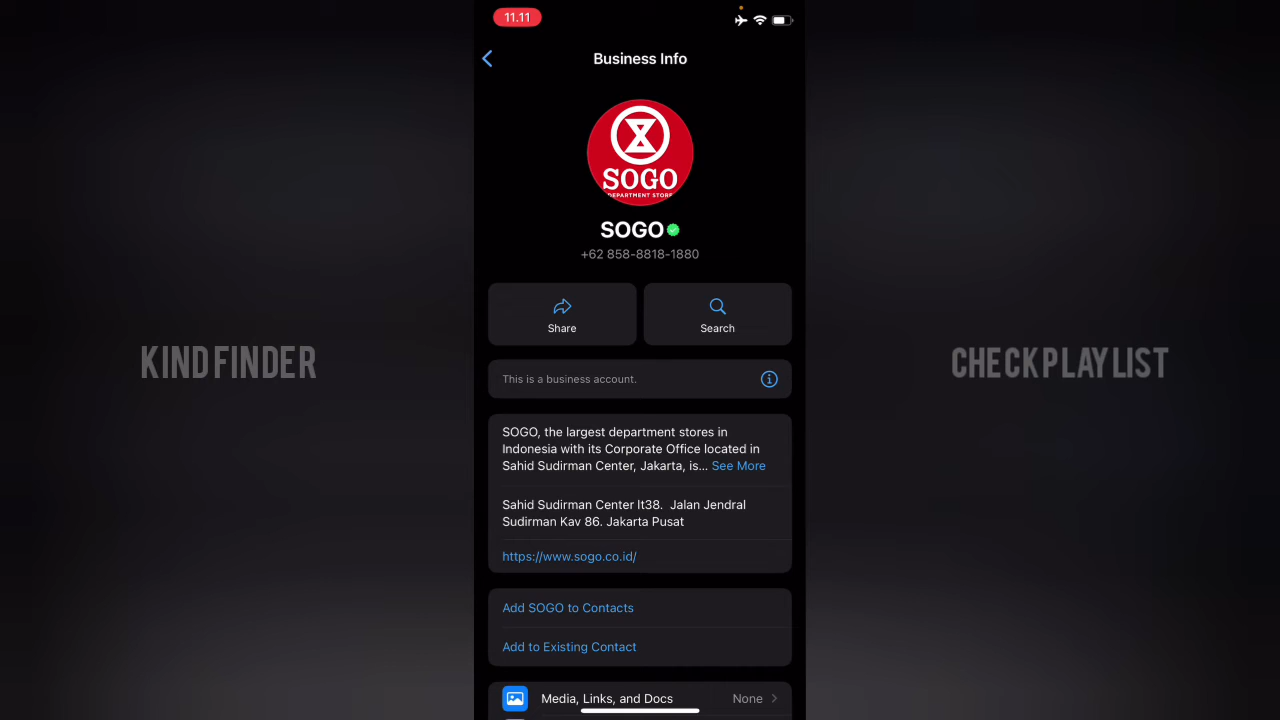 11.11
Business Info
SOGO
DEPARTMENT STORE
SOGO
+62 858-8818-1880
Share
Search
KIND FINDER
CHECK PLAYLIST
This is a business account.
SOGO, the largest department stores in
Indonesia with its Corporate Office located in
Sahid Sudirman Center, Jakarta, is... See More
Sahid Sudirman Center lt38.  Jalan Jendral
Sudirman Kav 86. Jakarta Pusat
https://www.sogo.co.id/
Add SOGO to Contacts
Add to Existing Contact
Media, Links, and Docs None